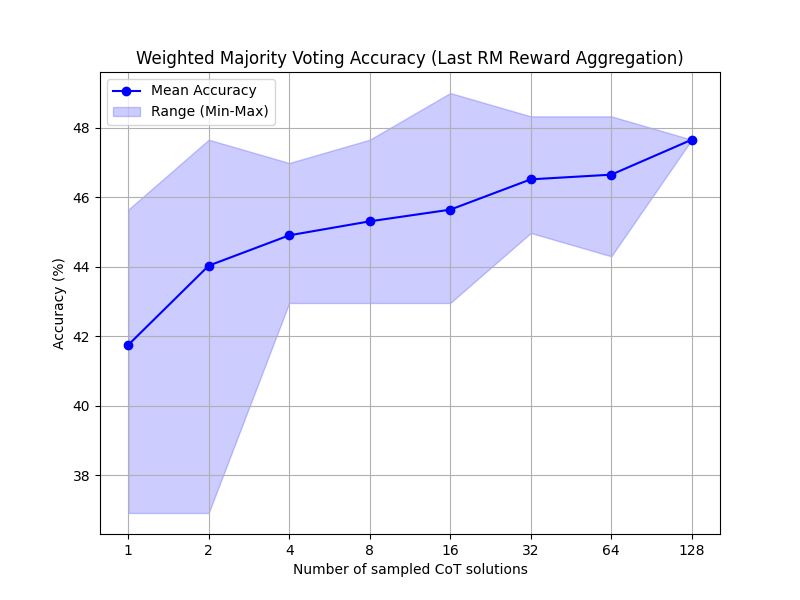 Weighted Majority Voting Accuracy (Last RM Reward Aggregation)
Mean Accuracy
Range (Min-Max)
Accuracy (%)
48
46
44
42
40
38
1 2 4 8 16 32 64 128
Number of sampled CoT solutions